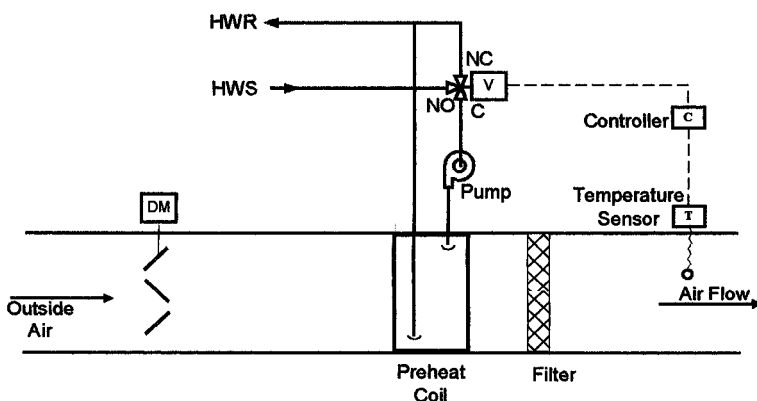 HWR
NC
HWS
V
NO
C
Controller
C
Pump
Temperature
Sensor
T
DM
Outside
Air
Air Flow
Preheat
Coil
Filter